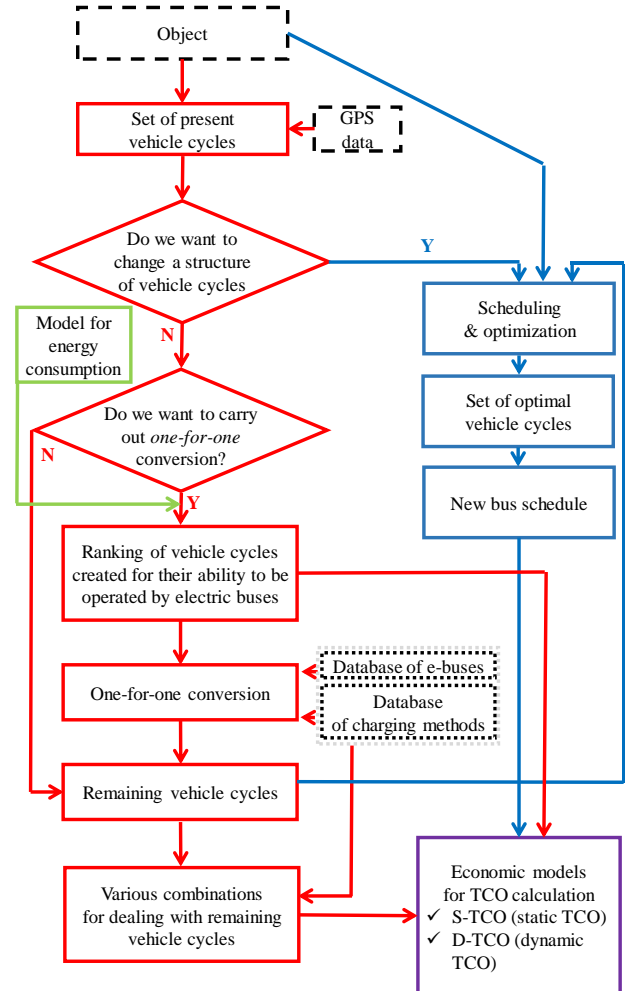 Object
Set of present
vehicle cycles
GPS
data
Do we want to
change a structure
of vehicle cycles
Y
N
Model for
energy
consumption
Scheduling
& optimization
Set of optimal
vehicle cycles
Do we want to carry
out one-for-one
conversion?
N
Y
New bus schedule
Ranking of vehicle cycles
created for their ability to be
operated by electric buses
Database of e-buses
One-for-one conversion
Database
of charging methods
Remaining vehicle cycles
Various combinations
for dealing with remaining
vehicle cycles
Economic models
for TCO calculation
✓ S-TCO (static TCO)
✓ D-TCO (dynamic
TCO)